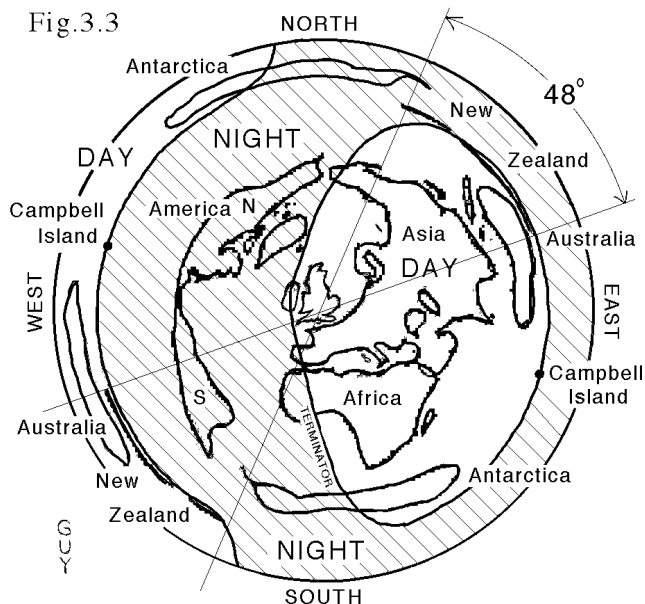 Fig.3.3
NORTH
Antarctica
48°
New
NIGHT
DAY
Zealand
Campbell
Island
America N
Asia
DAY
Australia
WEST
EAST
Campbell
Island
S
Africa
TERMINATOR
Australia
Antarctica
New
Zealand
GUY
NIGHT
SOUTH